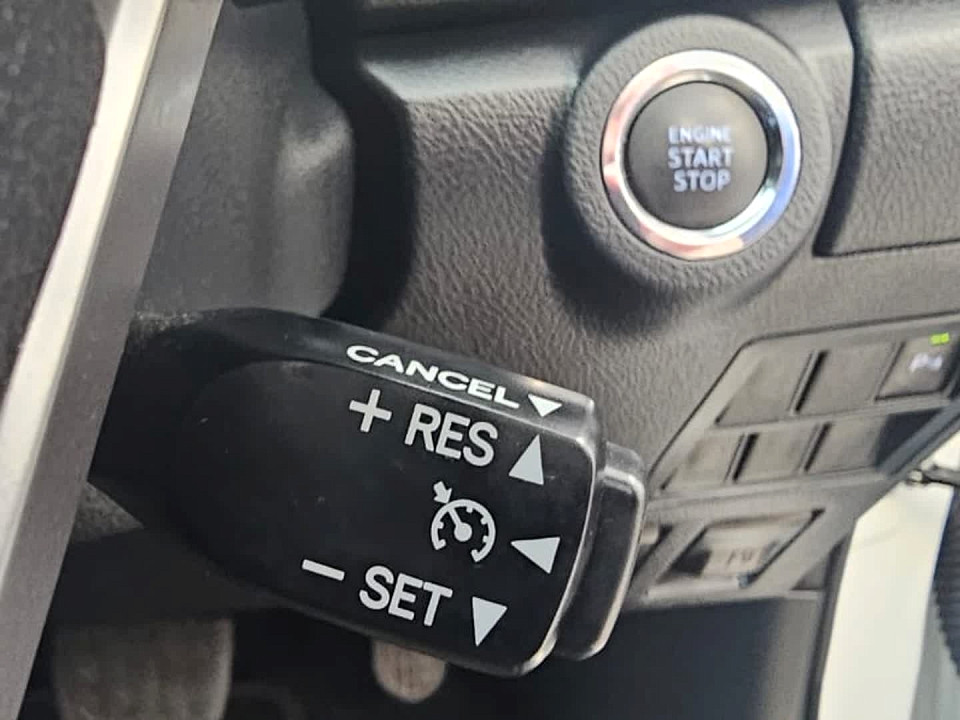 ENGINE
START
STOP
CANCEL
+ RES
- SET